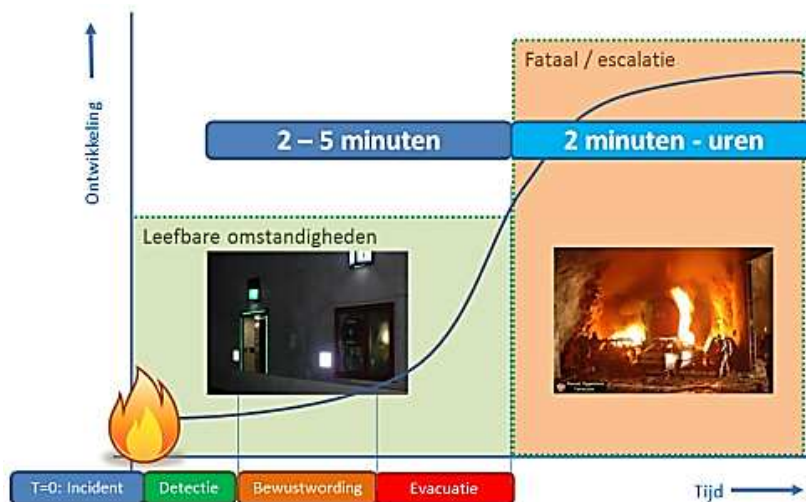 Ontwikkeling
Fataal / escalatie
2 – 5 minuten
2 minuten - uren
Leefbare omstandigheden
T=0: Incident
Detectie
Bewustwording
Evacuatie
Tijd